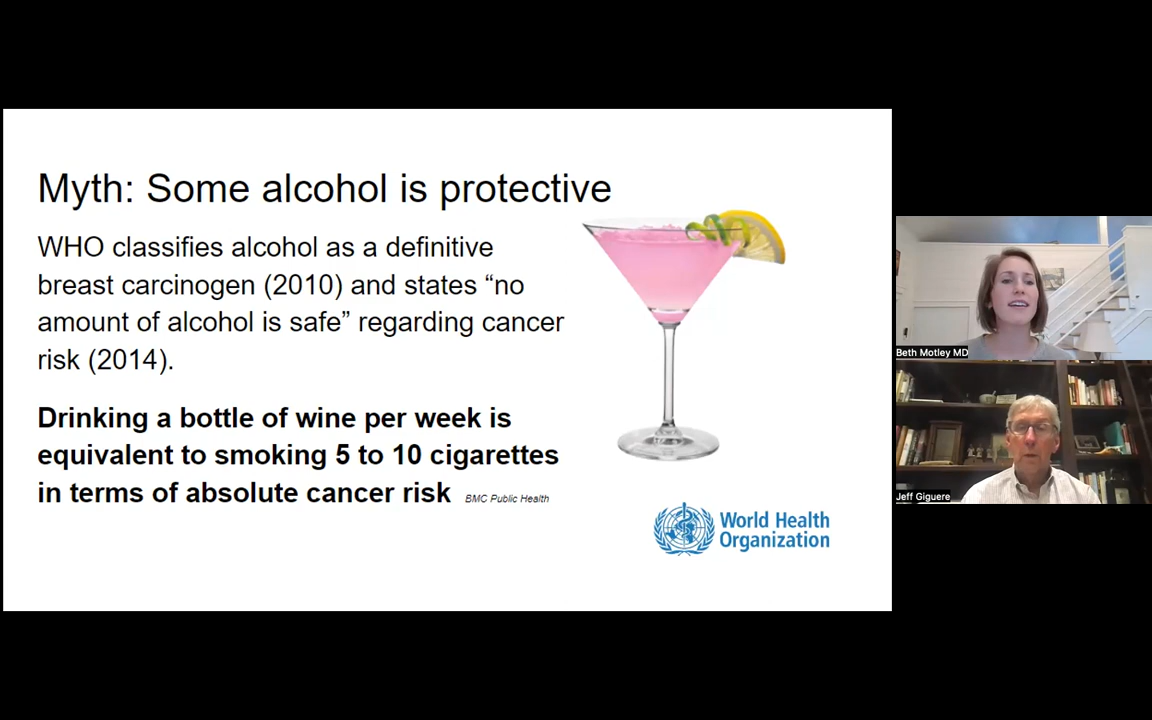 Myth: Some alcohol is protective
WHO classifies alcohol as a definitive
breast carcinogen (2010) and states “no
amount of alcohol is safe” regarding cancer
risk (2014).
Drinking a bottle of wine per week is
equivalent to smoking 5 to 10 cigarettes
in terms of absolute cancer risk BMC Public Health
World Health
Organization
Beth Motley MD
Jeff Giguere